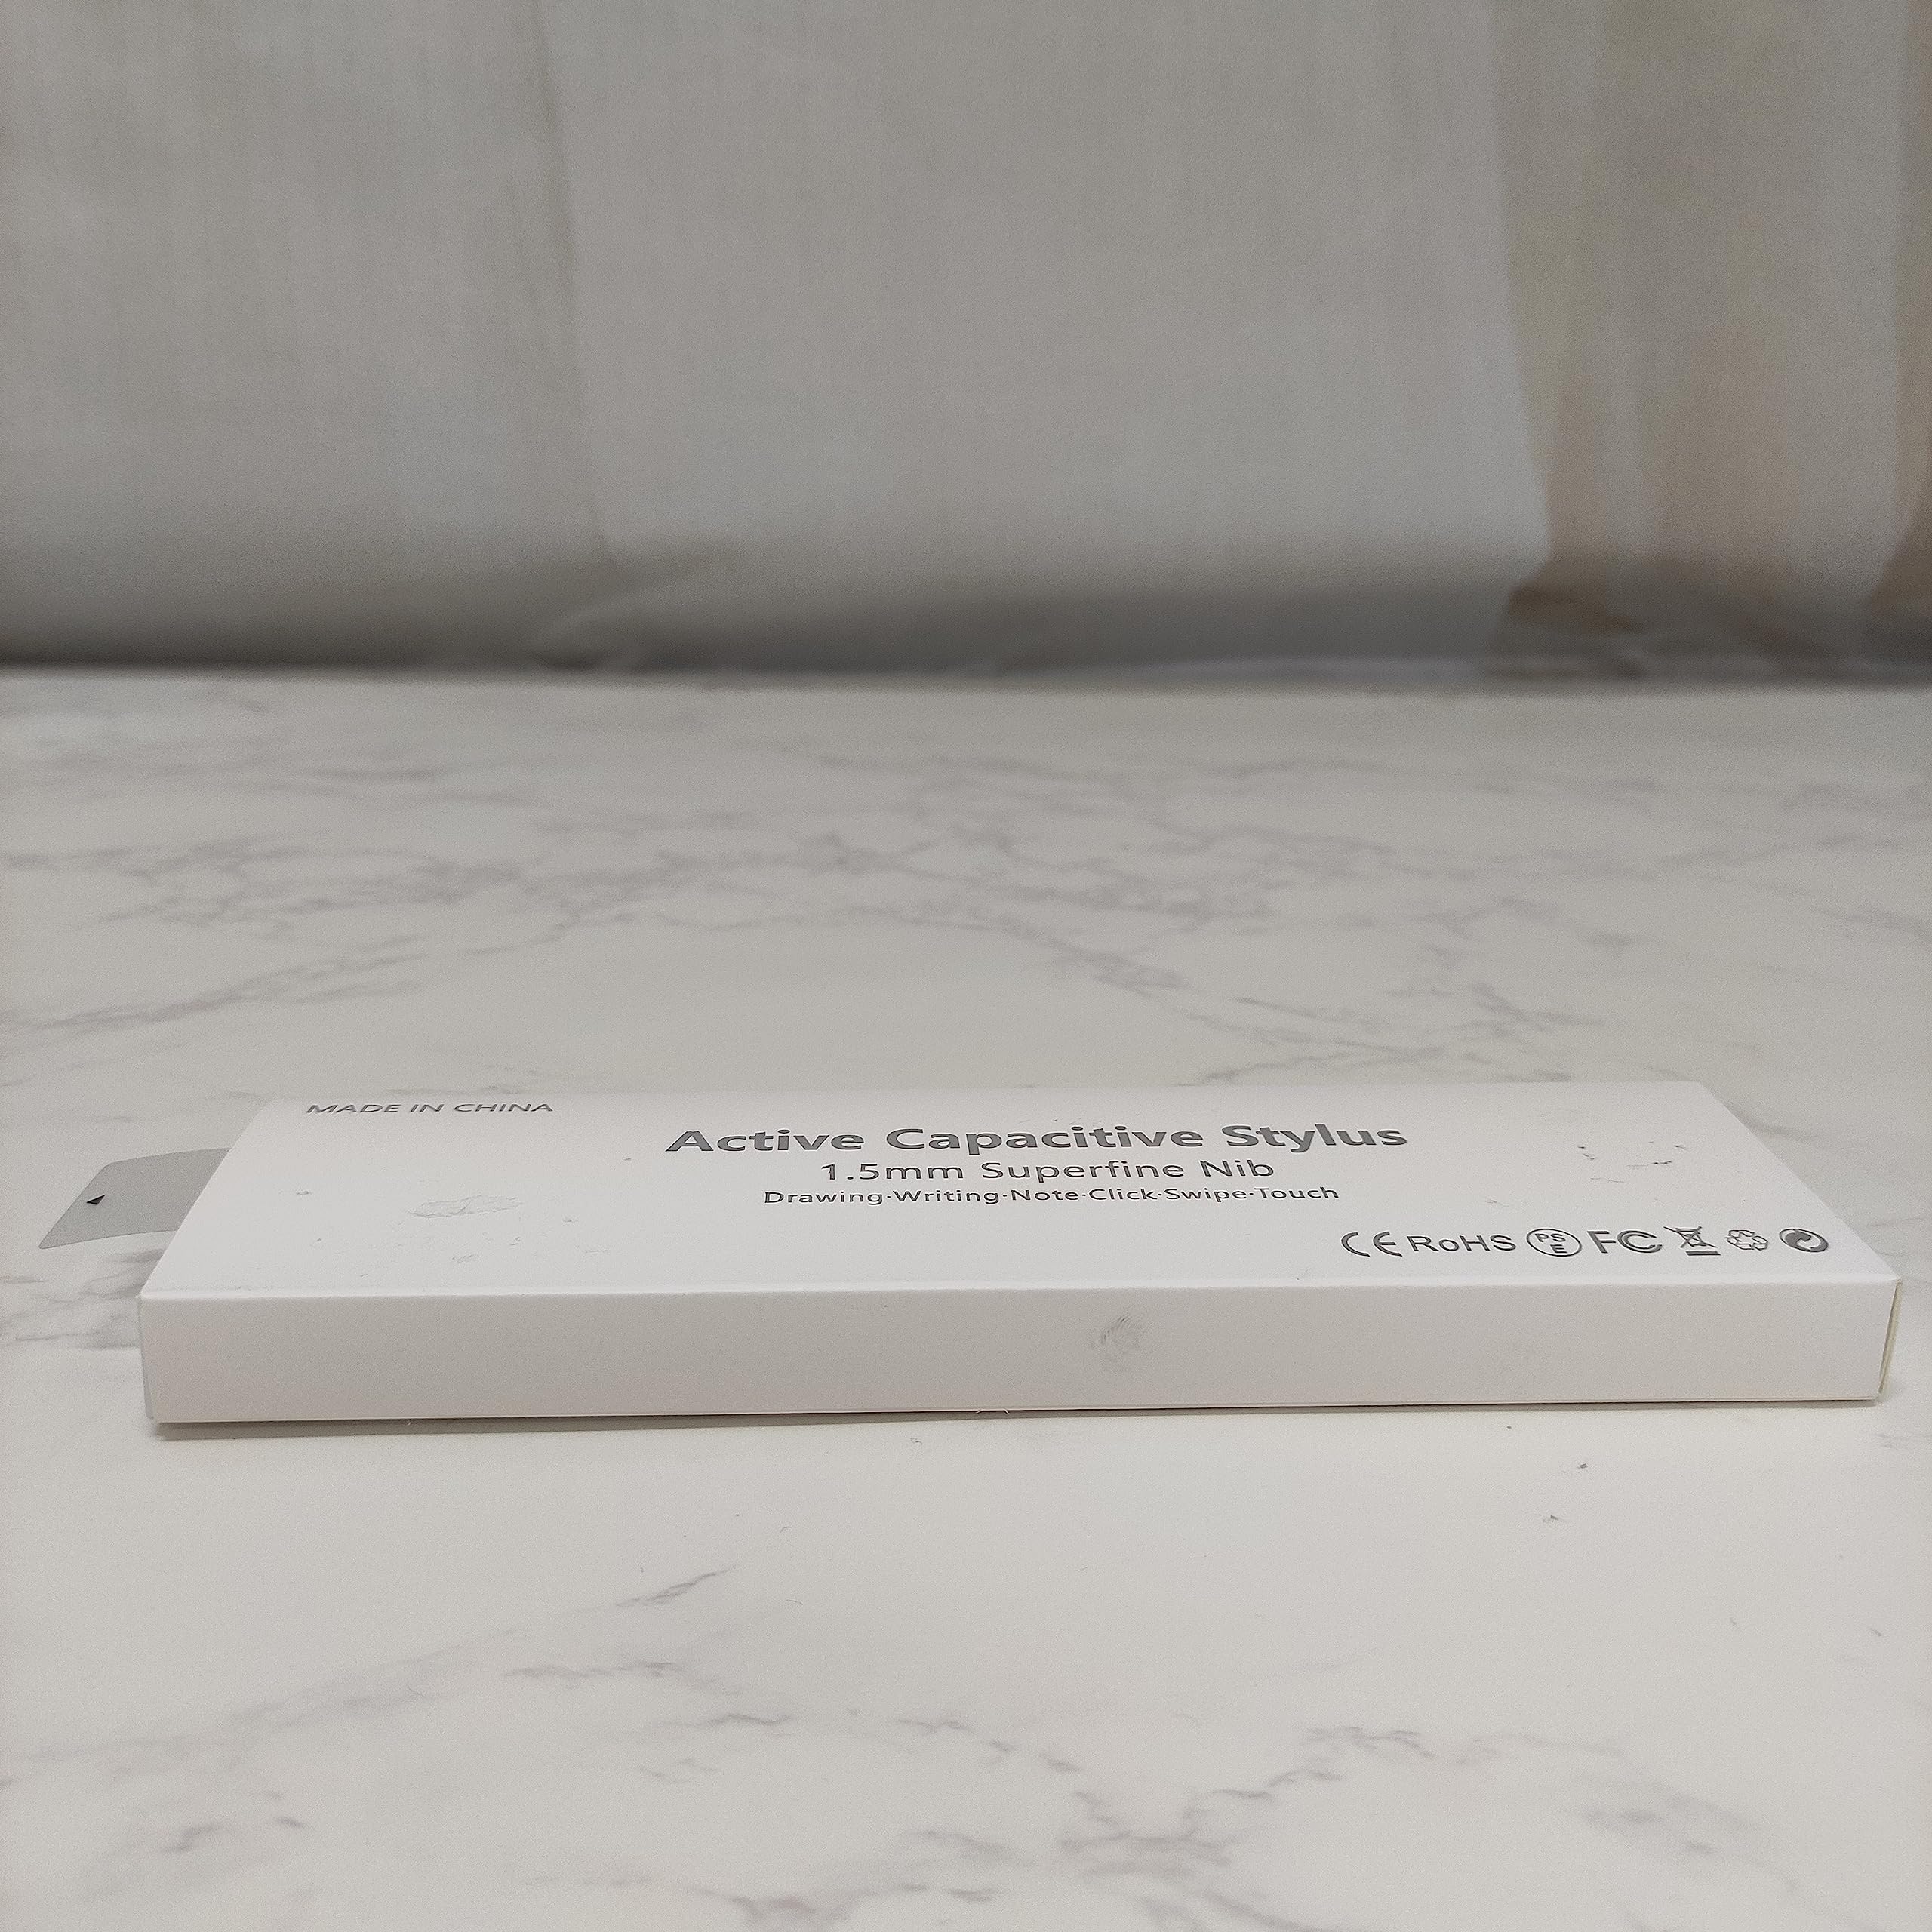 MADE IN CHINA
Active Capacitive Stylus
1.5mm Superfine Nib
Drawing·Writing·Note·Click·Swipe·Touch
CE RoHS PSE FC